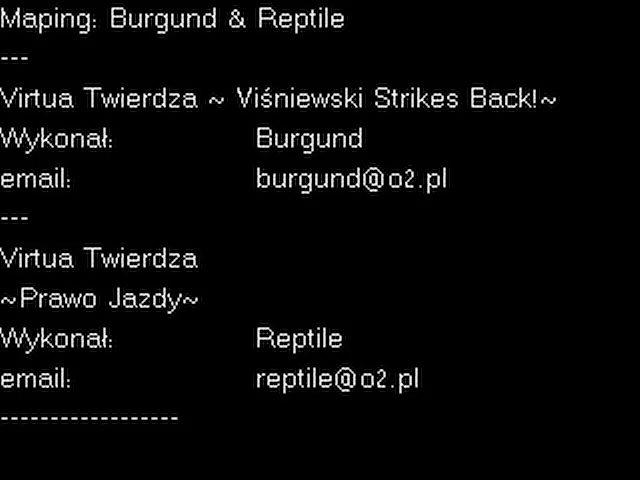 Maping: Burgund & Reptile
---
Virtua Twierdza ~ Viśniewski Strikes Back!~
Wykonał: Burgund
email: burgund@o2.pl
---
Virtua Twierdza
~Prawo Jazdy~
Wykonał: Reptile
email: reptile@o2.pl
------------------